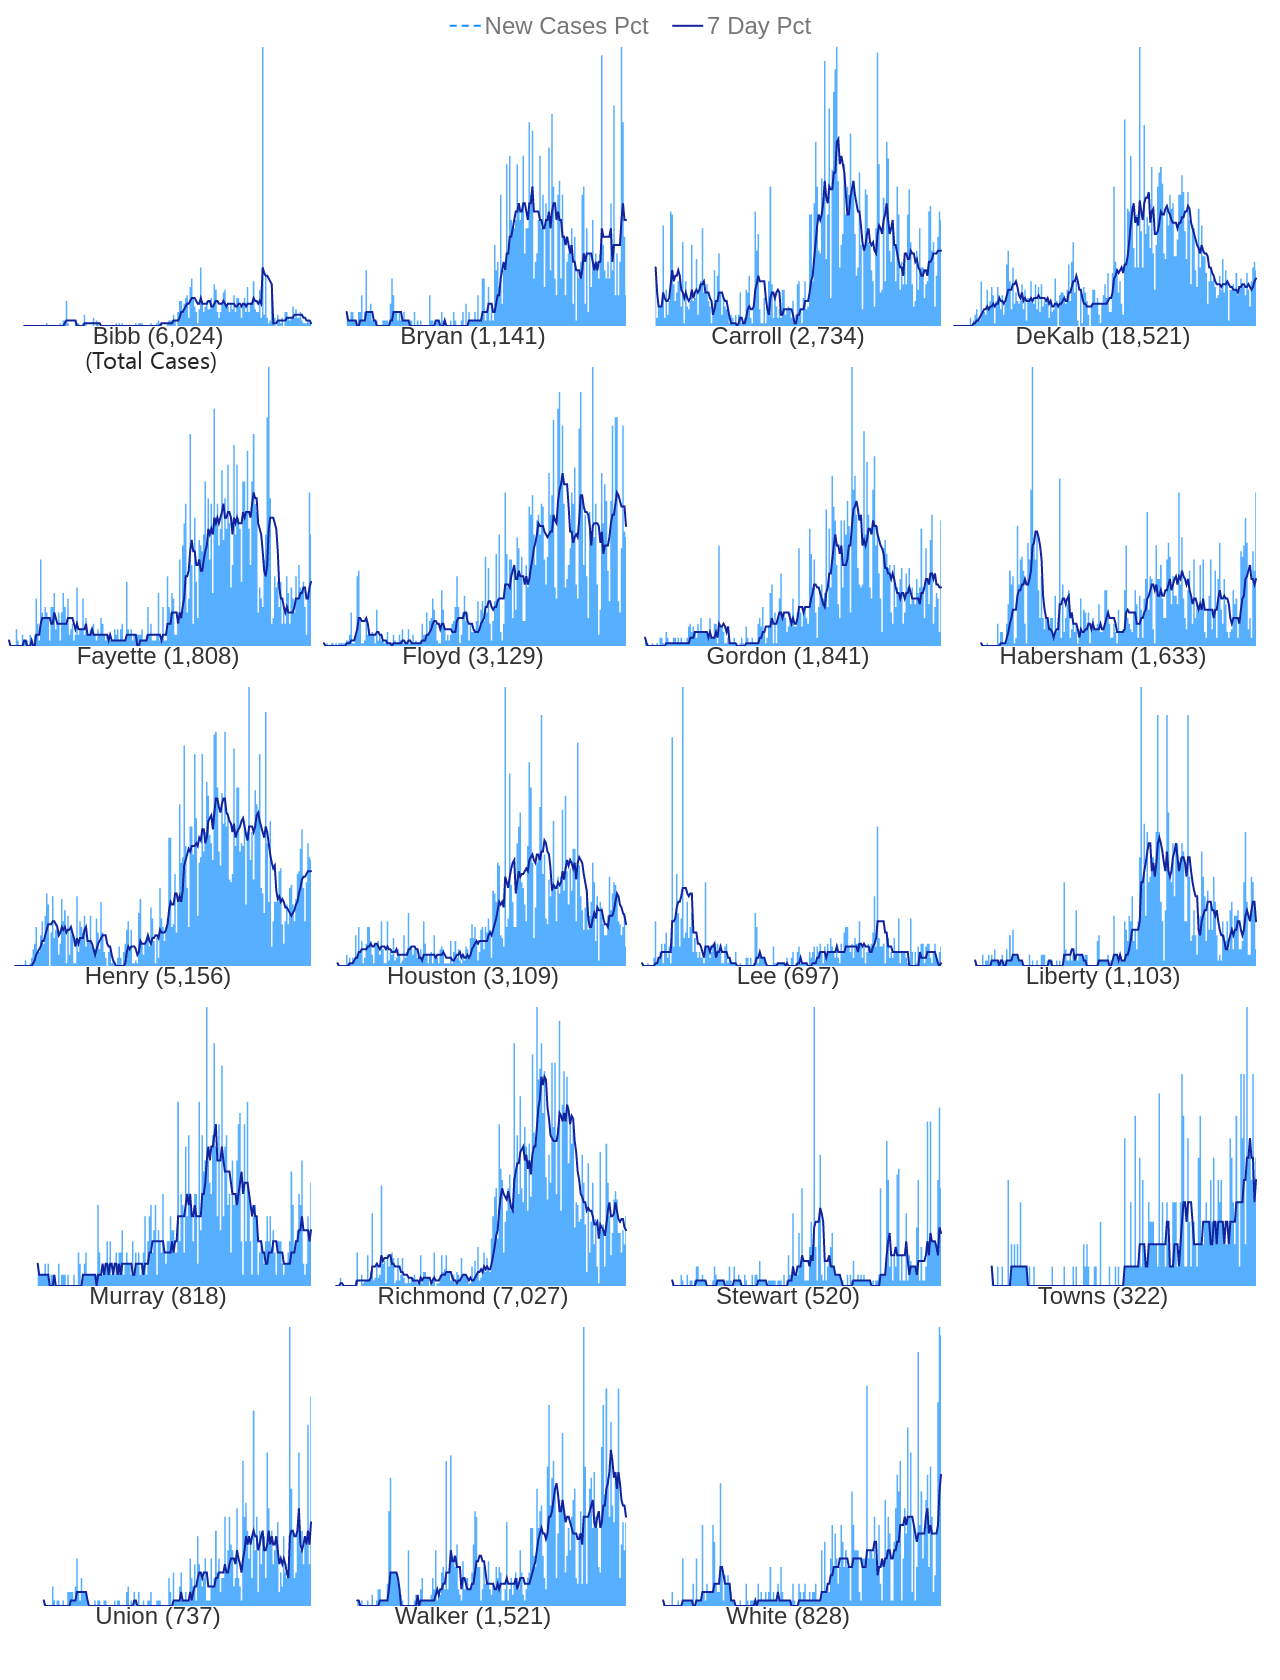 New Cases Pct 7 Day Pct
Bibb (6,024) Bryan (1,141) Carroll (2,734) DeKalb (18,521)
(Total Cases)
Fayette (1,808) Floyd (3,129) Gordon (1,841) Habersham (1,633)
Henry (5,156) Houston (3,109) Lee (697) Liberty (1,103)
Murray (818) Richmond (7,027) Stewart (520) Towns (322)
Union (737) Walker (1,521) White (828)